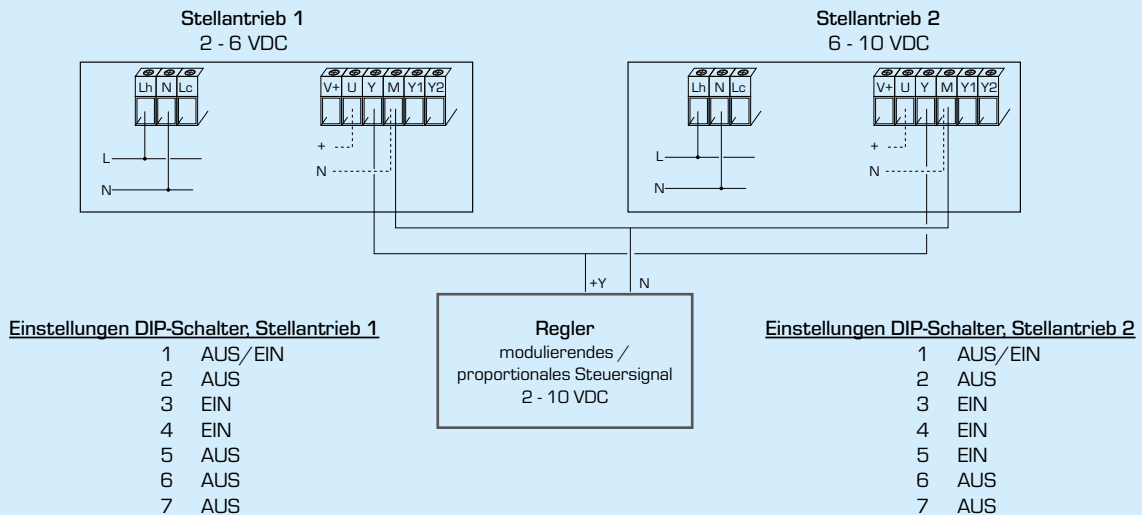 Stellantrieb 1
2 - 6 VDC
Lh N Lc
V+ U Y M Y1 Y2
+
N
L
N
Stellantrieb 2
6 - 10 VDC
Lh N Lc
V+ U Y M Y1 Y2
+
N
L
N
+Y N
Regler
modulierendes /
proportionales Steuersignal
2 - 10 VDC
Einstellungen DIP-Schalter, Stellantrieb 1
1 AUS/EIN
2 AUS
3 EIN
4 EIN
5 AUS
6 AUS
7 AUS
Einstellungen DIP-Schalter, Stellantrieb 2
1 AUS/EIN
2 AUS
3 EIN
4 EIN
5 EIN
6 AUS
7 AUS